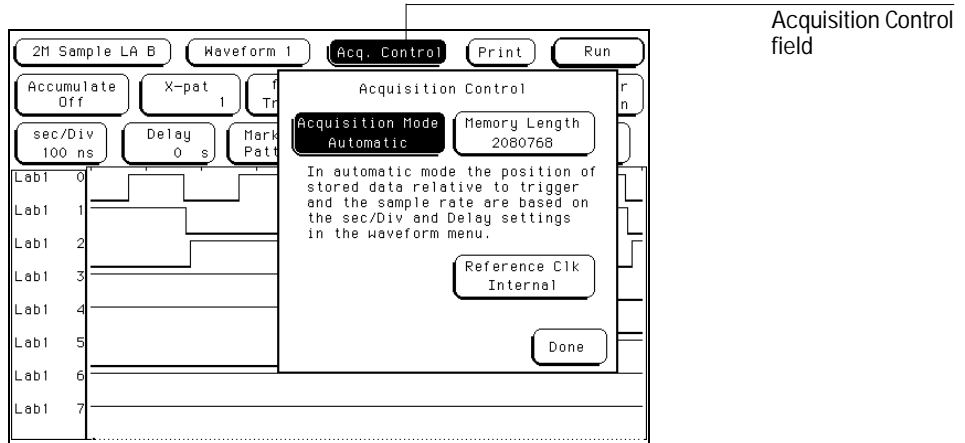 Acquisition Control
field
2M Sample LA B Waveform 1 Acq. Control Print Run
Accumulate
Off
X-pat
1
Acquisition Control
sec/Div
100 ns
Delay
0 s
Mark
Patt
Acquisition Mode
Automatic
Memory Length
2080768
In automatic mode the position of
stored data relative to trigger
and the sample rate are based on
the sec/Div and Delay settings
in the waveform menu.
Reference Clk
Internal
Done
Lab1 0
Lab1 1
Lab1 2
Lab1 3
Lab1 4
Lab1 5
Lab1 6
Lab1 7